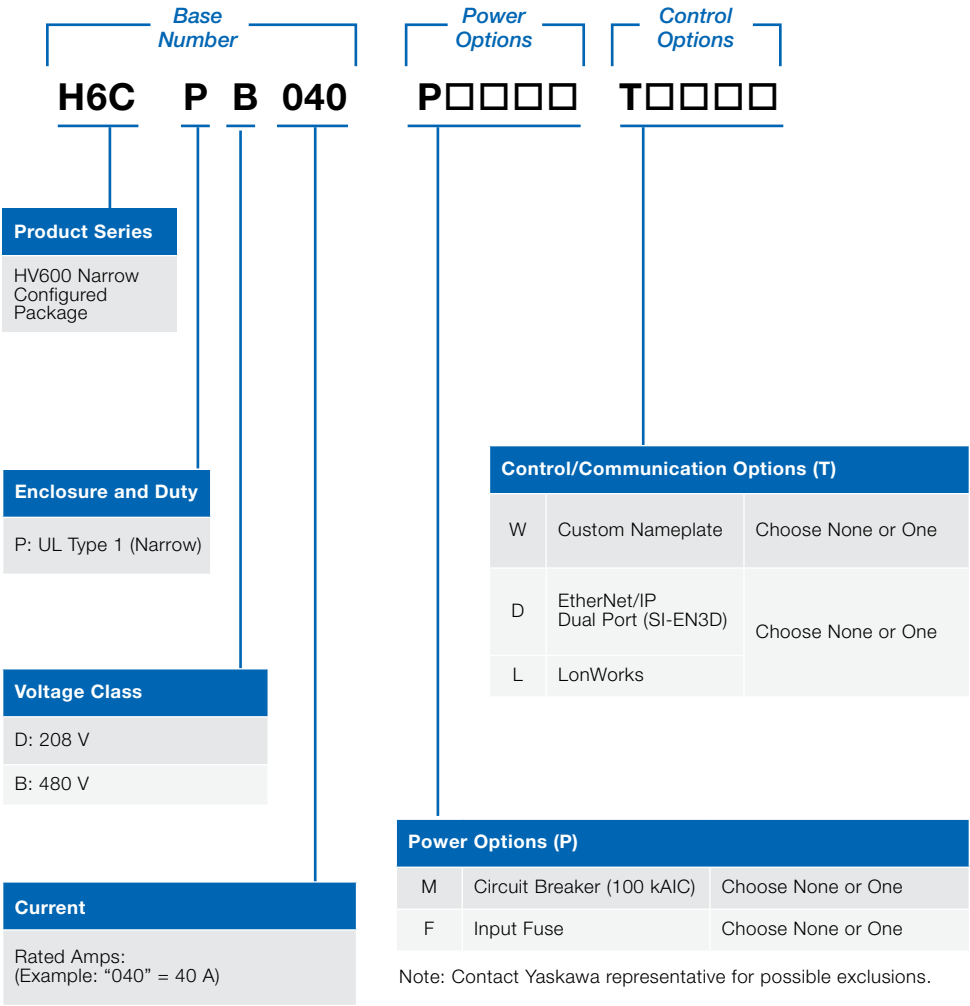 Base
Number
Power
Options
Control
Options
H6C P B 040 P□□□□ T□□□□
Product Series
HV600 Narrow
Configured
Package
Enclosure and Duty
P: UL Type 1 (Narrow)
Voltage Class
D: 208 V
B: 480 V
Current
Rated Amps:
(Example: “040” = 40 A)
Control/Communication Options (T)
W Custom Nameplate Choose None or One
D EtherNet/IP
Dual Port (SI-EN3D)
Choose None or One
L LonWorks
Power Options (P)
M Circuit Breaker (100 kAIC) Choose None or One
F Input Fuse Choose None or One
Note: Contact Yaskawa representative for possible exclusions.